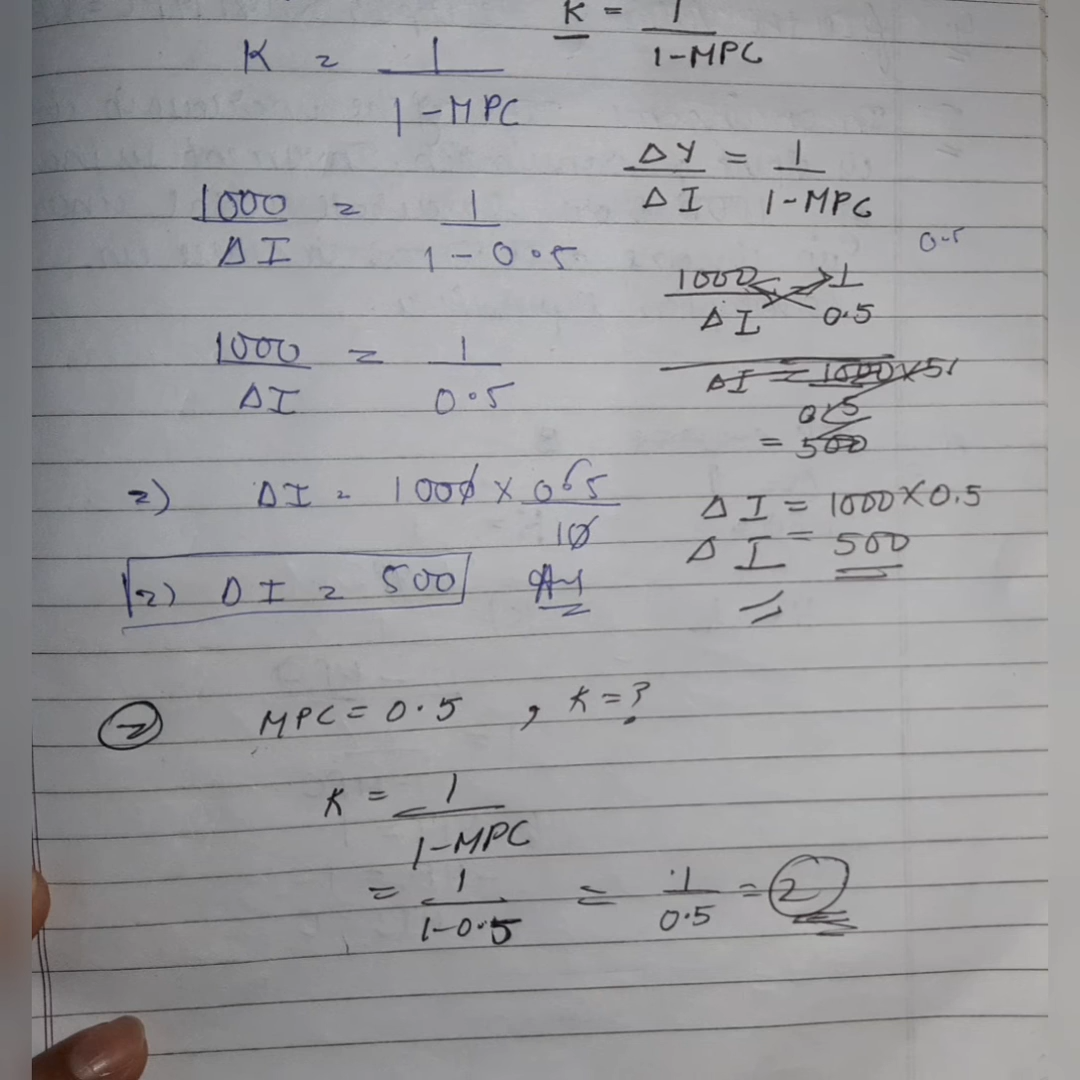 K = 1 / 1-MPC
K = 1 / 1-MPC
ΔY / ΔI = 1 / 1-MPC
1000 / ΔI = 1 / 1-0.5
0.5
1000 / ΔI 1 / 0.5
1000 / ΔI = 1 / 0.5
ΔI = 1000 × / 0.5
= 500
=) ΔI = 1000 × 05 / 10
ΔI = 1000 × 0.5
ΔI = 500
=) ΔI = 500
2 MPC = 0.5 , K = ?
K = 1 / 1-MPC
= 1 / 1-0.5 = 1 / 0.5 = 2